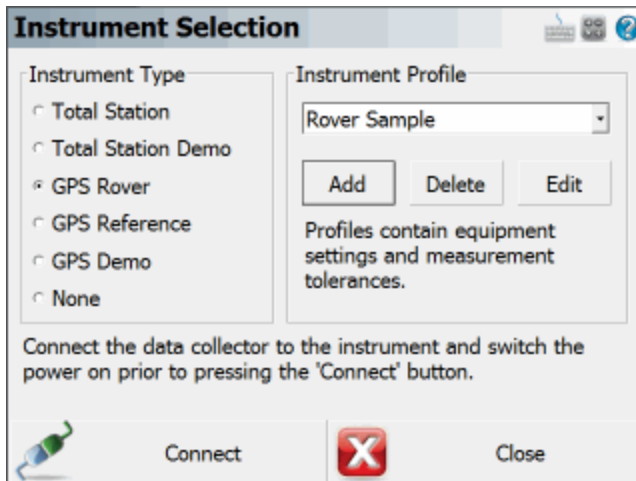 Instrument Selection
Instrument Type
Total Station
Total Station Demo
GPS Rover
GPS Reference
GPS Demo
None
Instrument Profile
Rover Sample
Add
Delete
Edit
Profiles contain equipment
settings and measurement
tolerances.
Connect the data collector to the instrument and switch the
power on prior to pressing the 'Connect' button.
Connect
Close